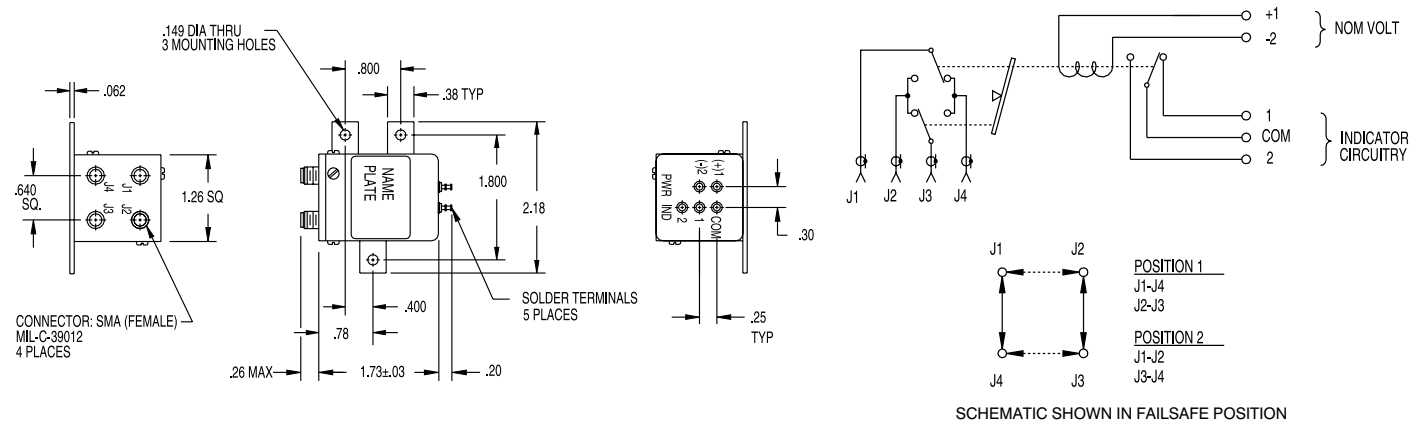 .149 DIA THRU
3 MOUNTING HOLES
.800
.38 TYP
.062
.640
SQ.
J4
J1
J3
J2
1.26 SQ
CONNECTOR: SMA (FEMALE)
MIL-C-39012
4 PLACES
NAME
PLATE
1.800
2.18
.400
.78
.26 MAX
1.73±.03
.20
SOLDER TERMINALS
5 PLACES
(-)2
(+)1
PWR
IND
2
1
COM
.30
.25
TYP
+1
-2
NOM VOLT
1
COM
2
INDICATOR
CIRCUITRY
J1
J2
J3
J4
J1
J2
J4
J3
POSITION 1
J1-J4
J2-J3
POSITION 2
J1-J2
J3-J4
SCHEMATIC SHOWN IN FAILSAFE POSITION